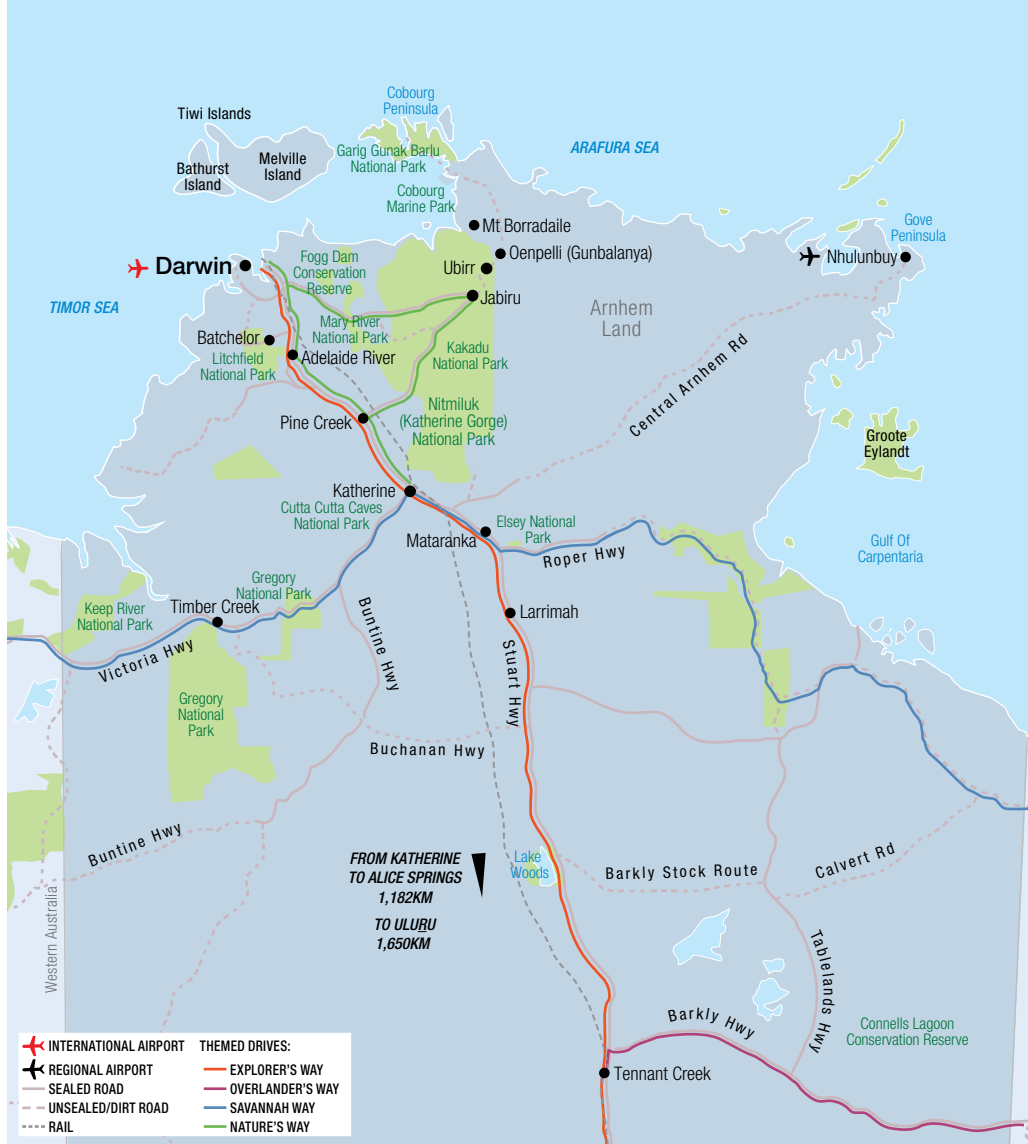 Cobourg
Peninsula
Tiwi Islands
ARAFURA SEA
Garig Gunak Barlu
National Park
Melville
Island
Bathurst
Island
Cobourg
Marine Park
Mt Borradaile
Gove
Peninsula
Oenpelli (Gunbalanya)
Nhulunbuy
Fogg Dam
Conservation
Reserve
Darwin
Ubirr
Jabiru
TIMOR SEA
Arnhem
Land
Mary River
National Park
Batchelor
Adelaide River
Litchfield
National Park
Kakadu
National Park
Central Arnhem Rd
Nitmiluk
(Katherine Gorge)
National Park
Pine Creek
Groote
Eylandt
Katherine
Cutta Cutta Caves
National Park
Elsey National
Park
Mataranka
Roper Hwy
Gulf Of
Carpentaria
Gregory
National Park
Keep River
National Park
Timber Creek
Larrimah
Victoria Hwy
Buntine Hwy
Stuart Hwy
Gregory
National
Park
Buchanan Hwy
Buntine Hwy
FROM KATHERINE
TO ALICE SPRINGS
1,182KM
TO ULURU
1,650KM
Lake
Woods
Barkly Stock Route
Calvert Rd
Western Australia
Tablelands Hwy
Barkly Hwy
Connells Lagoon
Conservation Reserve
Tennant Creek
INTERNATIONAL AIRPORT
REGIONAL AIRPORT
SEALED ROAD
UNSEALED/DIRT ROAD
RAIL
THEMED DRIVES:
EXPLORER'S WAY
OVERLANDER'S WAY
SAVANNAH WAY
NATURE'S WAY